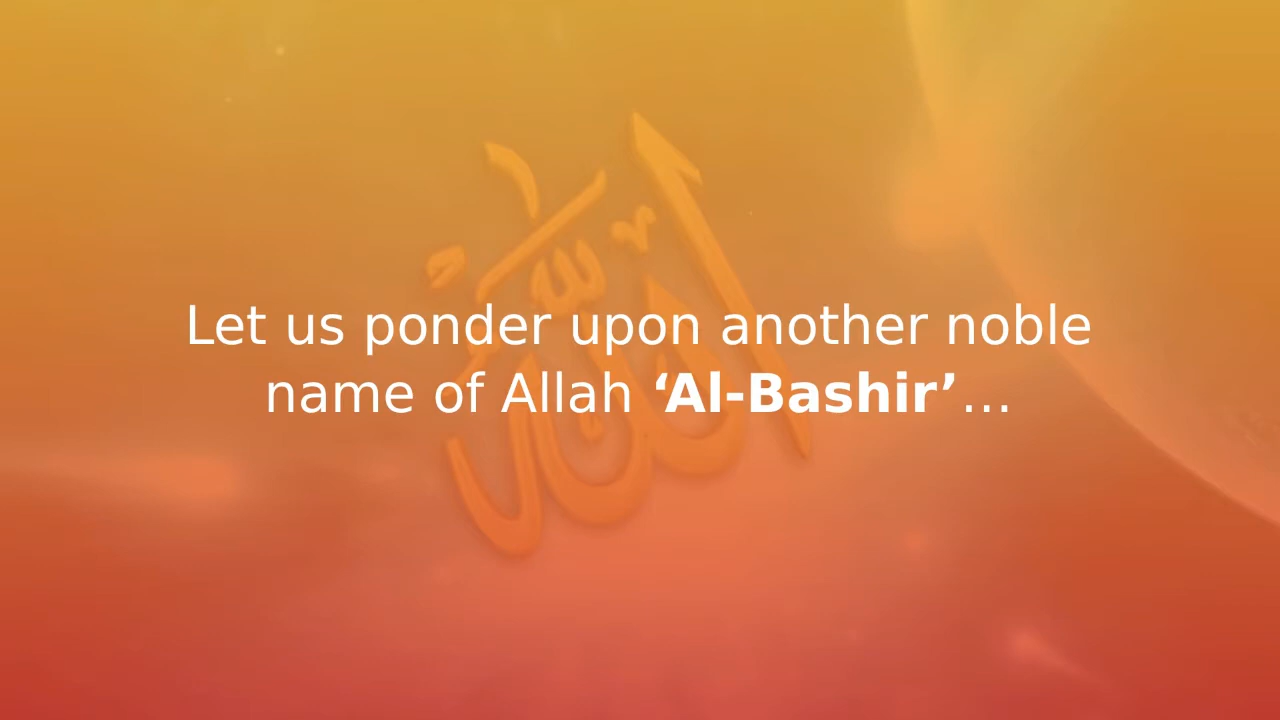 الله
Let us ponder upon another noble
name of Allah ‘Al-Bashir’…